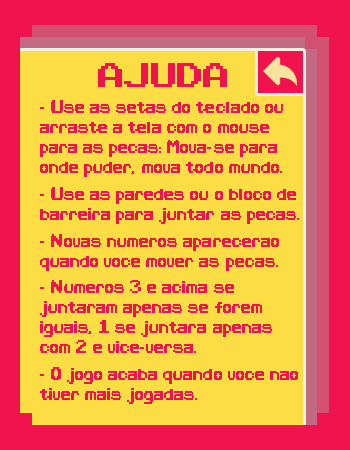 AJUDA
- Use as setas do teclado ou
arraste a tela com o mouse
para as pecas: Mova-se para
onde puder, mova todo mundo.
- Use as paredes ou o bloco de
barreira para juntar as pecas.
- Novas numeros aparecerao
quando voce mover as pecas.
- Numeros 3 e acima se
juntaram apenas se forem
iguais, 1 se juntara apenas
com 2 e vice-versa.
- O jogo acaba quando voce nao
tiver mais jogadas.